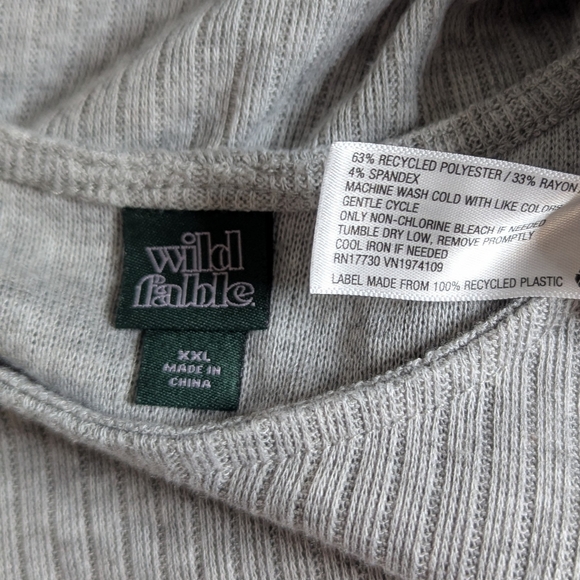 wild
fable.
XXL
MADE IN
CHINA
63% RECYCLED POLYESTER / 33% RAYON
4% SPANDEX
MACHINE WASH COLD WITH LIKE COLORS
GENTLE CYCLE
ONLY NON-CHLORINE BLEACH IF NEEDED
TUMBLE DRY LOW, REMOVE PROMPTLY
COOL IRON IF NEEDED
RN17730 VN1974109
LABEL MADE FROM 100% RECYCLED PLASTIC